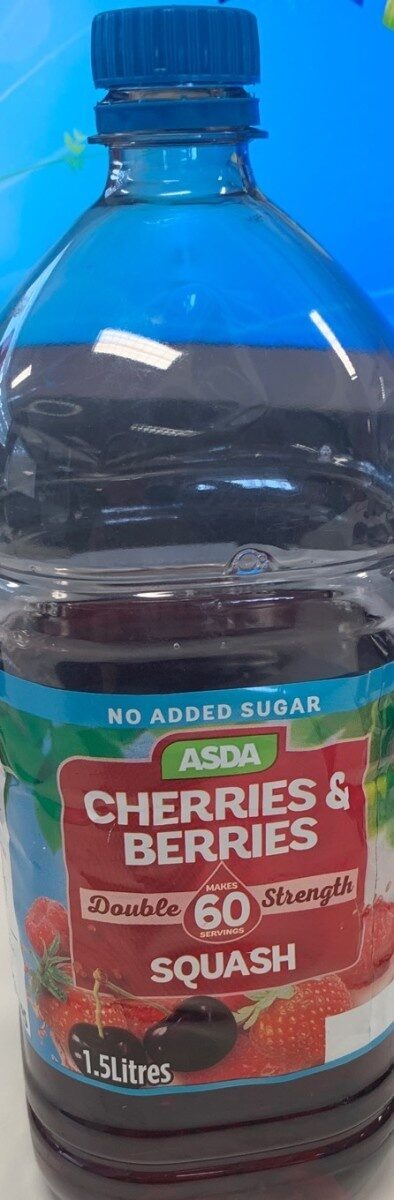 NO ADDED SUGAR
ASDA
CHERRIES &
BERRIES
Double MAKES 60 SERVINGS Strength
SQUASH
1.5Litres